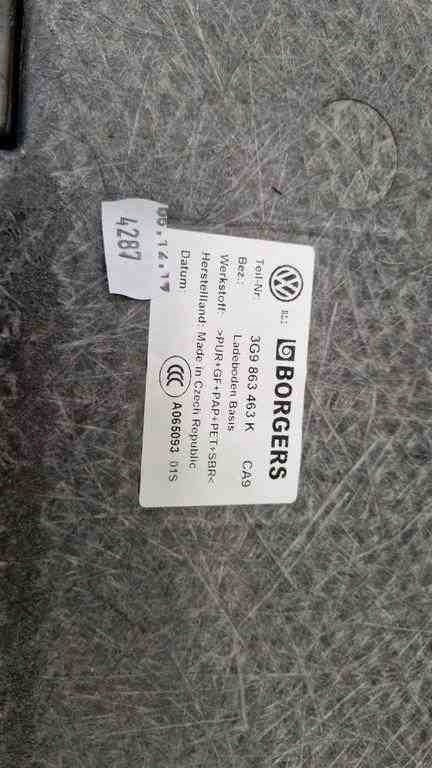 BORGERS
Teil-Nr: 3G9 863 463 K CA9
Bez.: Ladeboden Basis
Werkstoff: >PUR+GF+PAP+PET+SBR<
Herstelland: Made in Czech Republic
Datum: A065093 01S
4287